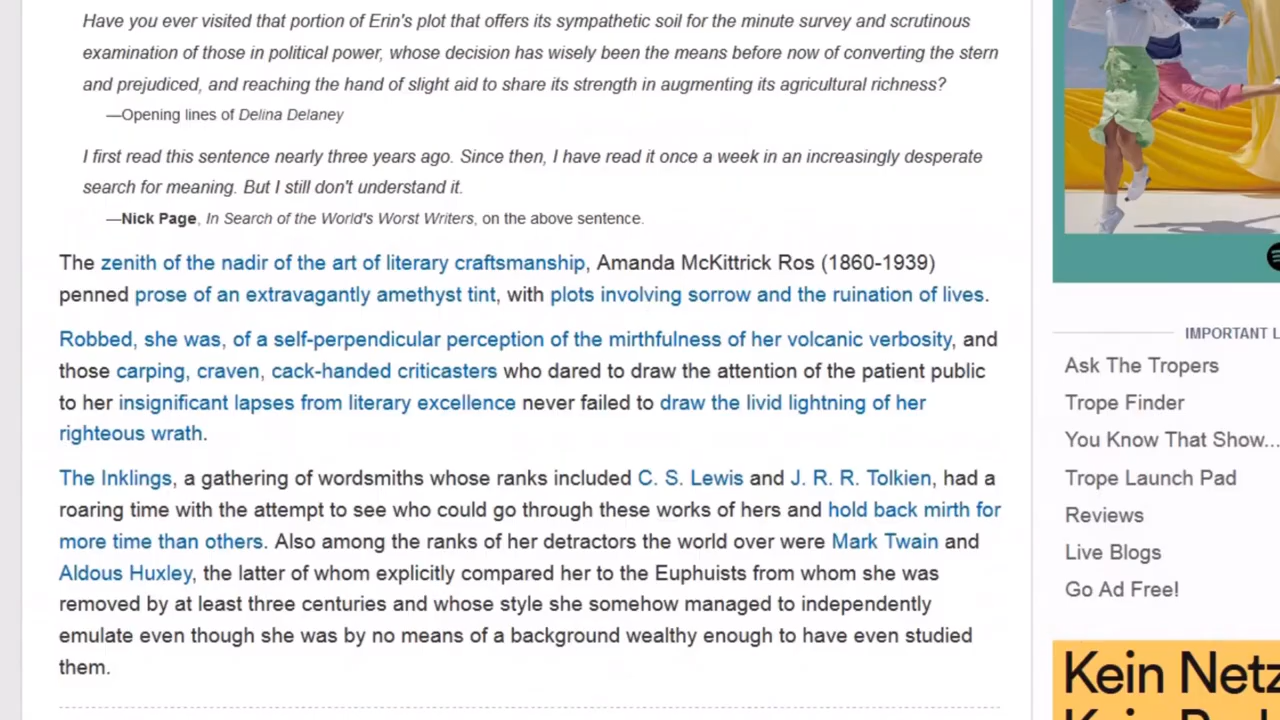 Have you ever visited that portion of Erin's plot that offers its sympathetic soil for the minute survey and scrutinous
examination of those in political power, whose decision has wisely been the means before now of converting the stern
and prejudiced, and reaching the hand of slight aid to share its strength in augmenting its agricultural richness?
—Opening lines of Delina Delaney
I first read this sentence nearly three years ago. Since then, I have read it once a week in an increasingly desperate
search for meaning. But I still don't understand it.
—Nick Page, In Search of the World's Worst Writers, on the above sentence.
The zenith of the nadir of the art of literary craftsmanship, Amanda McKittrick Ros (1860-1939)
penned prose of an extravagantly amethyst tint, with plots involving sorrow and the ruination of lives.
Robbed, she was, of a self-perpendicular perception of the mirthfulness of her volcanic verbosity, and
those carping, craven, cack-handed criticasters who dared to draw the attention of the patient public
to her insignificant lapses from literary excellence never failed to draw the livid lightning of her
righteous wrath.
The Inklings, a gathering of wordsmiths whose ranks included C. S. Lewis and J. R. R. Tolkien, had a
roaring time with the attempt to see who could go through these works of hers and hold back mirth for
more time than others. Also among the ranks of her detractors the world over were Mark Twain and
Aldous Huxley, the latter of whom explicitly compared her to the Euphuists from whom she was
removed by at least three centuries and whose style she somehow managed to independently
emulate even though she was by no means of a background wealthy enough to have even studied
them.
IMPORTANT L
Ask The Tropers
Trope Finder
You Know That Show...
Trope Launch Pad
Reviews
Live Blogs
Go Ad Free!
Kein Netz